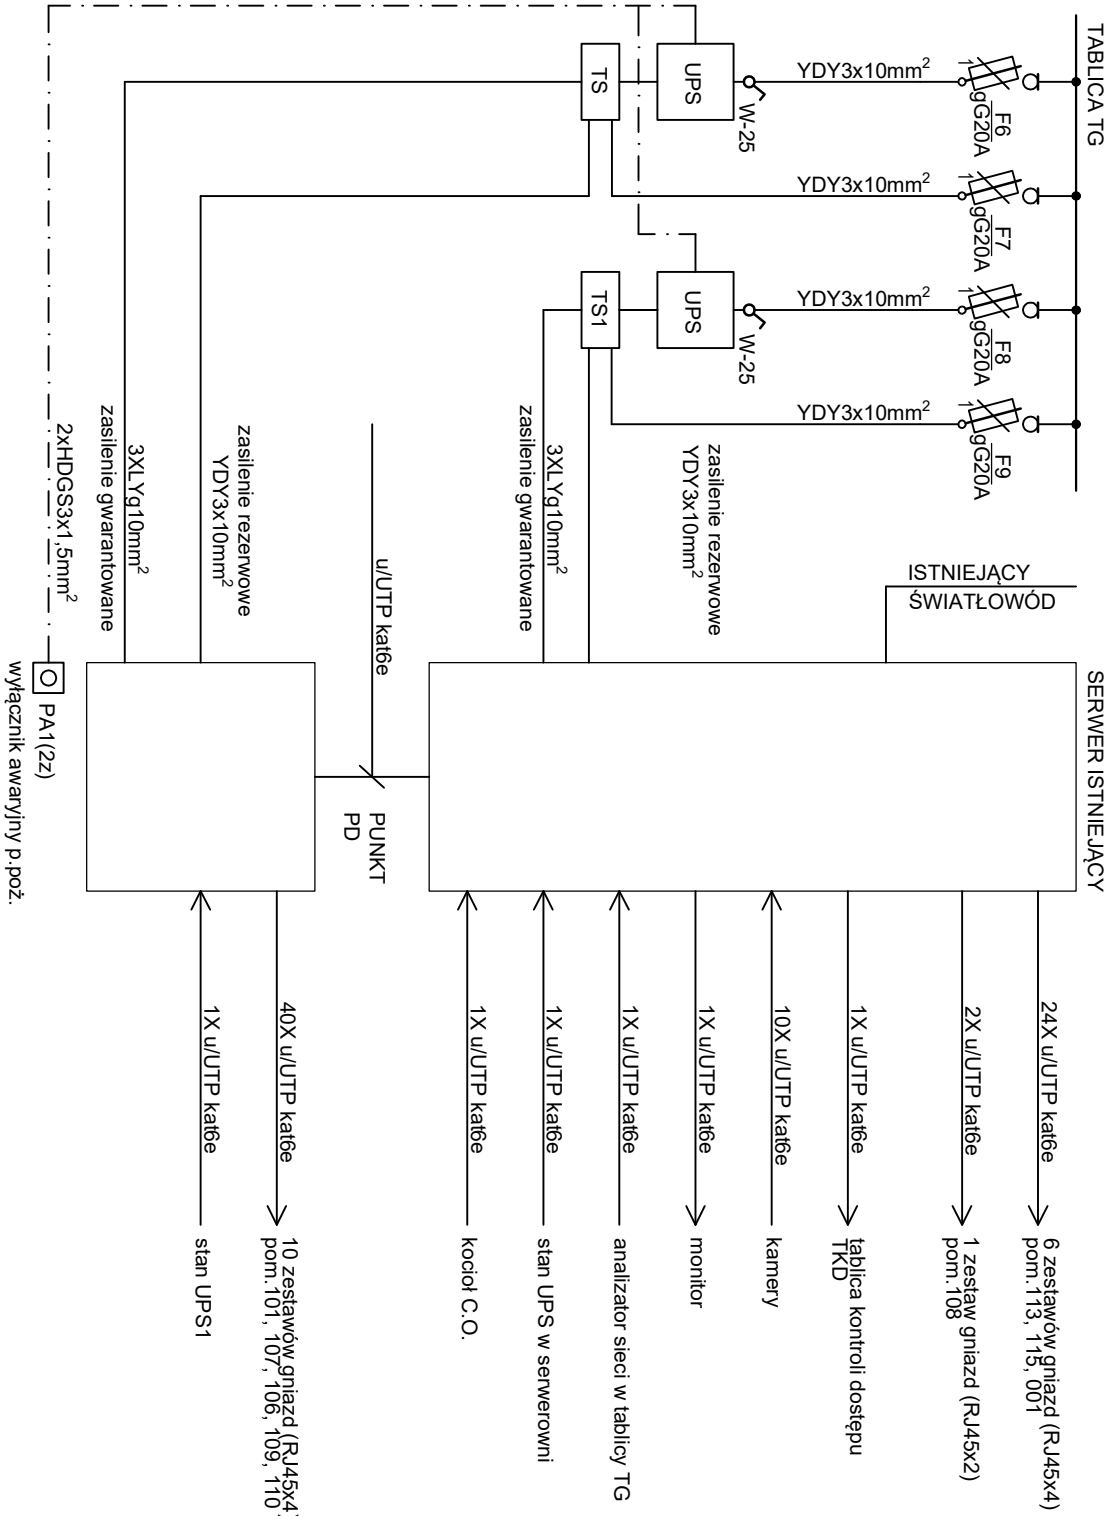 TABLICA TG
F6
gG20A
1
YDY3x10mm²
W-25
UPS
TS
F7
gG20A
1
YDY3x10mm²
F8
gG20A
1
YDY3x10mm²
W-25
UPS
TS1
F9
gG20A
1
YDY3x10mm²
zasilenie rezerwowe
YDY3x10mm²
3XLYg10mm²
zasilenie gwarantowane
u/UTP kat6e
zasilenie rezerwowe
YDY3x10mm²
3XLYg10mm²
zasilenie gwarantowane
2xHDGS3x1,5mm²
ISTNIEJĄCY
ŚWIATŁOWÓD
SERWER ISTNIEJĄCY
PUNKT
PD
PA1(2z)
wyłącznik awaryjny p.poż.
24X u/UTP kat6e
6 zestawów gniazd (RJ45x4)
pom.113, 115, 001
2X u/UTP kat6e
1 zestaw gniazd (RJ45x2)
pom.108
1X u/UTP kat6e
tablica kontroli dostępu
TKD
10X u/UTP kat6e
kamery
1X u/UTP kat6e
monitor
1X u/UTP kat6e
analizator sieci w tablicy TG
1X u/UTP kat6e
stan UPS w serwerowni
1X u/UTP kat6e
kocioł C.O.
40X u/UTP kat6e
10 zestawów gniazd (RJ45x4)
pom.101, 107, 106, 109, 110
1X u/UTP kat6e
stan UPS1